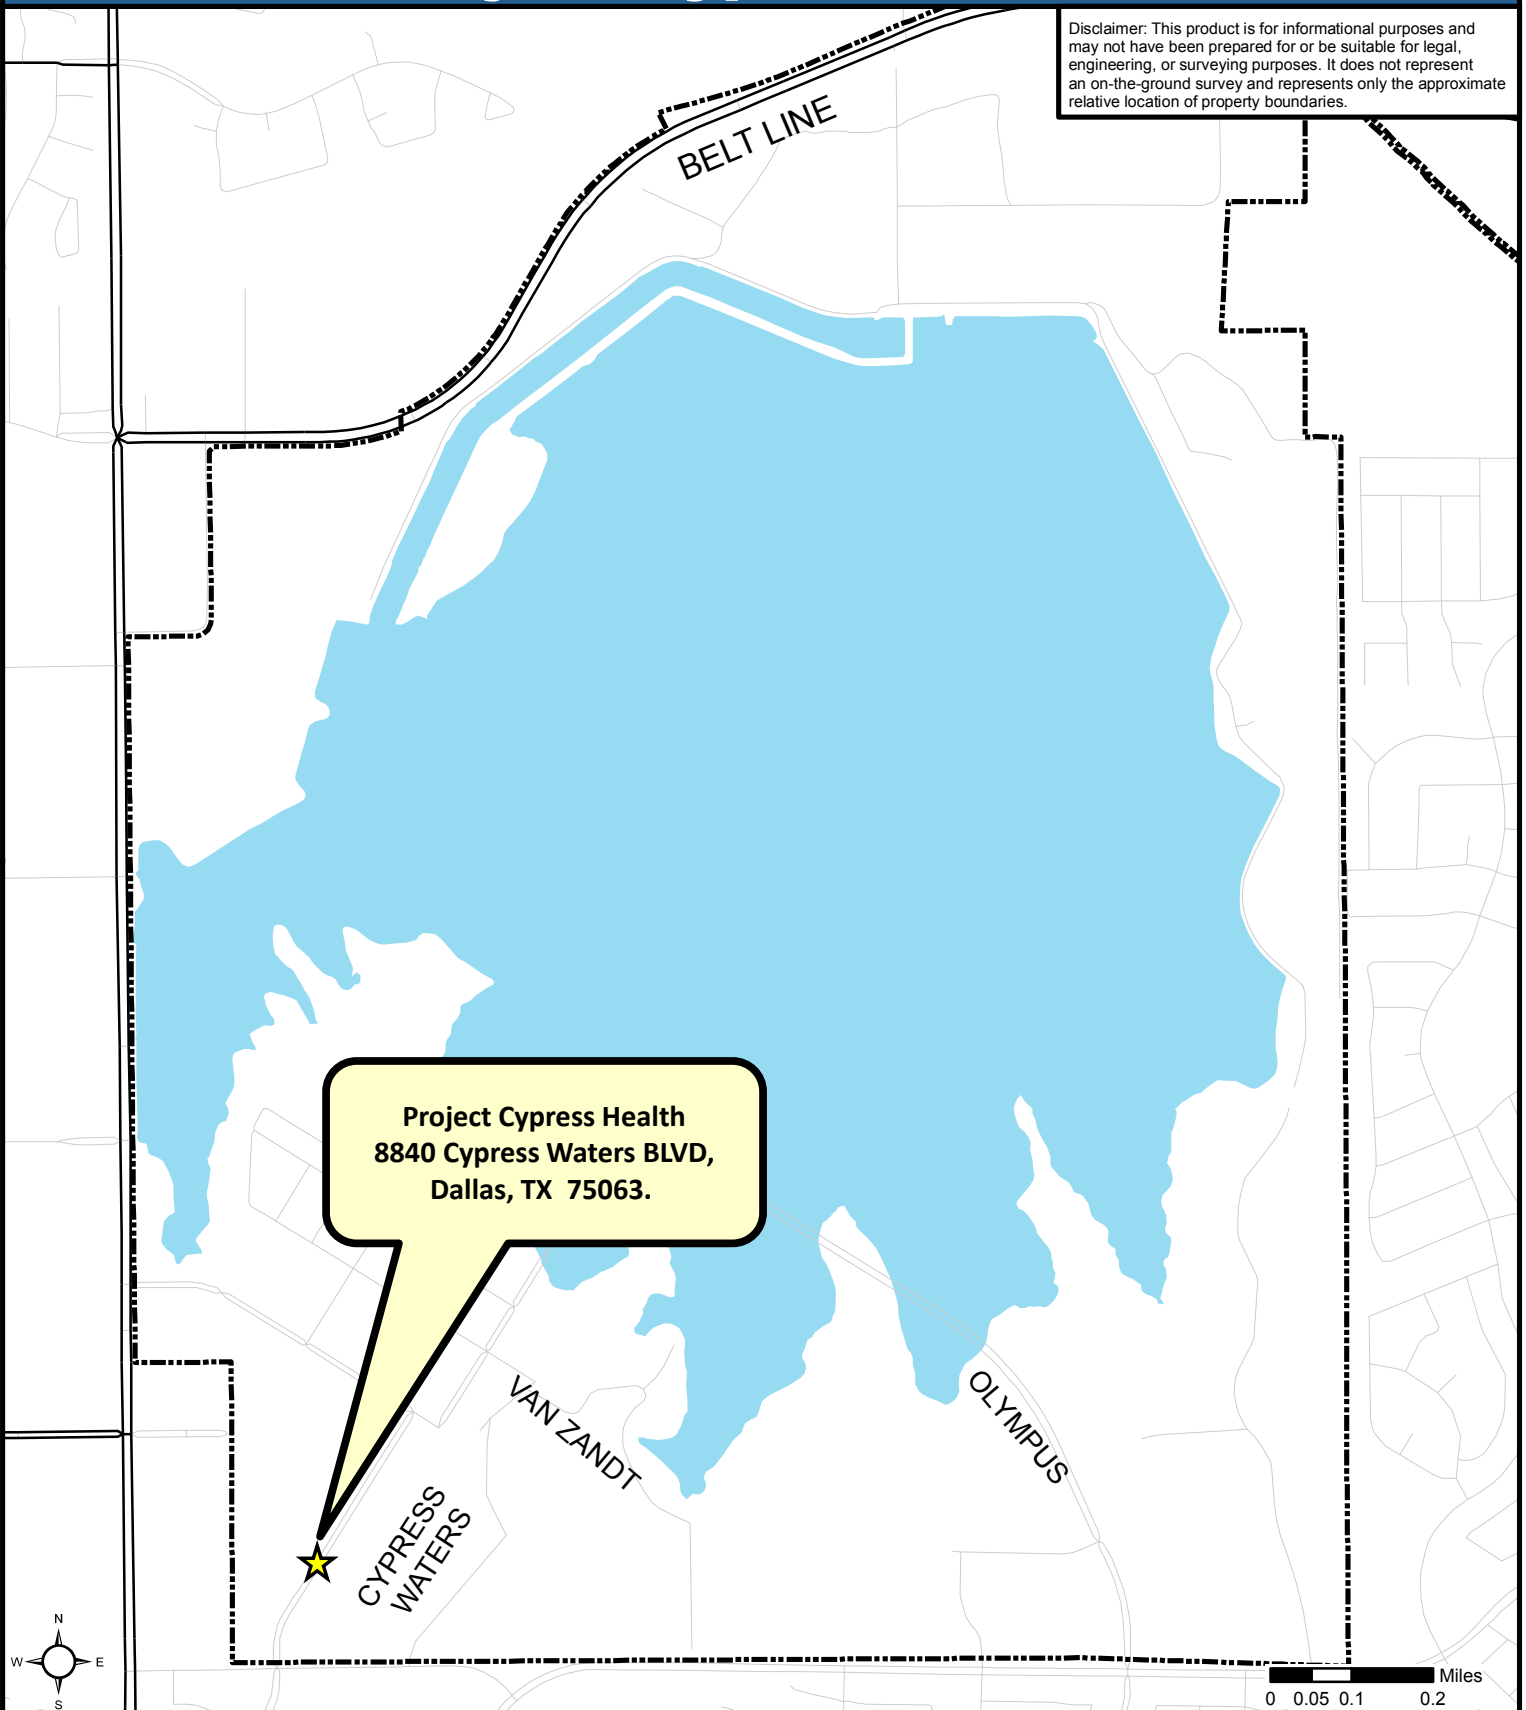 Disclaimer: This product is for informational purposes and
may not have been prepared for or be suitable for legal,
engineering, or surveying purposes. It does not represent
an on-the-ground survey and represents only the approximate
relative location of property boundaries.
BELT LINE
Project Cypress Health
8840 Cypress Waters BLVD,
Dallas, TX 75063.
VAN ZANDT
OLYMPUS
CYPRESS
WATERS
N
W E
S
Miles
0 0.05 0.1 0.2